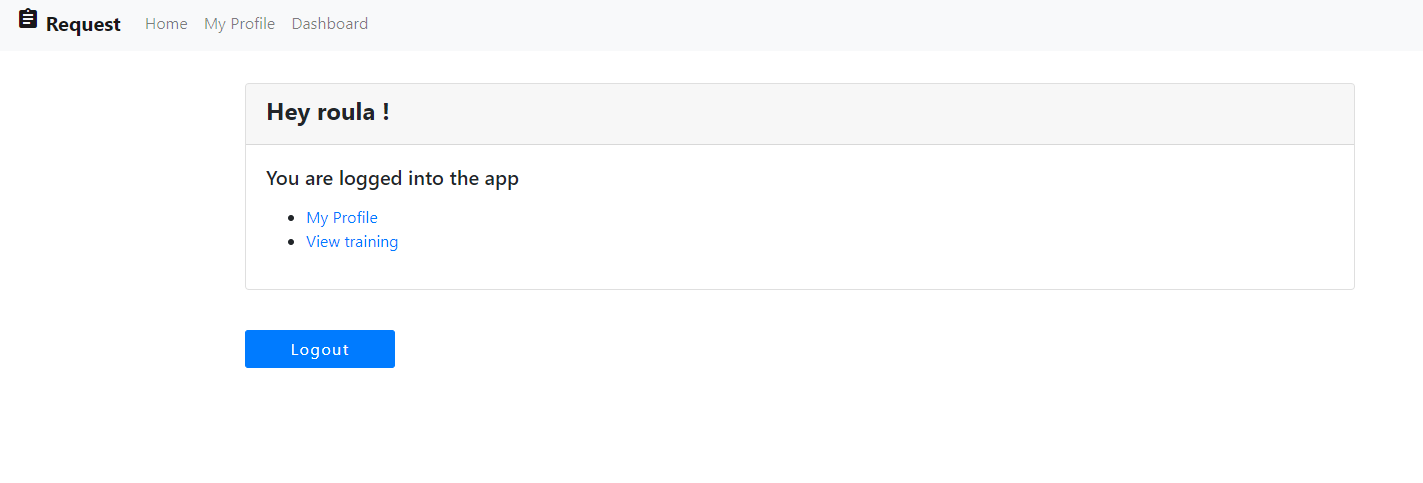 Request Home My Profile Dashboard
Hey roula !
You are logged into the app
My Profile
View training
Logout